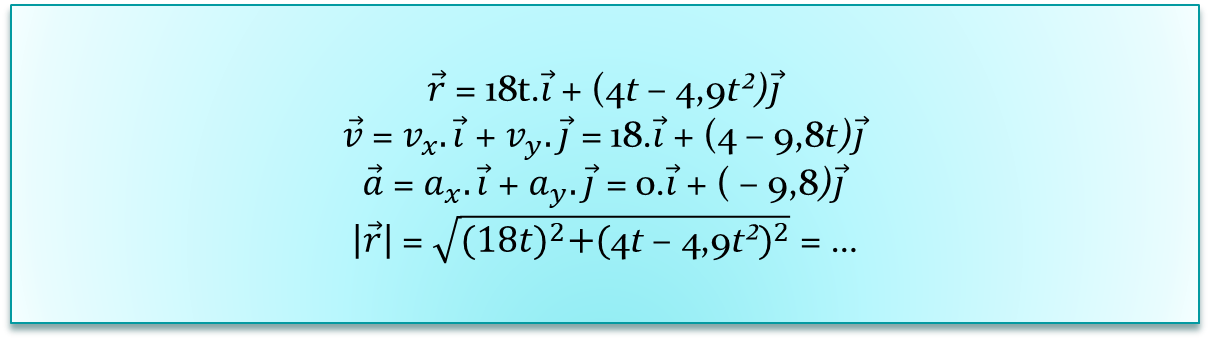 r⃗ = 18t.ı⃗ + (4t − 4,9t²)ȷ⃗
v⃗ = vₓ.ı⃗ + v_y.ȷ⃗ = 18.ı⃗ + (4 − 9,8t)ȷ⃗
a⃗ = aₓ.ı⃗ + a_y.ȷ⃗ = 0.ı⃗ + ( − 9,8)ȷ⃗
|r⃗| = √(18t)²+(4t − 4,9t²)² = ...